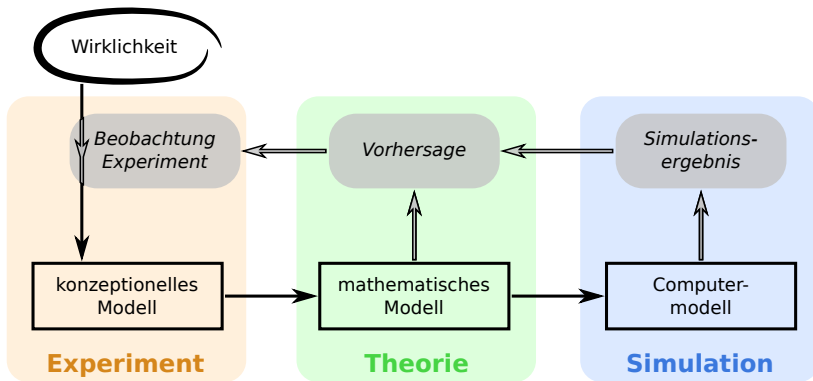 Wirklichkeit
Beobachtung
Experiment
Vorhersage
Simulations-
ergebnis
konzeptionelles
Modell
mathematisches
Modell
Computer-
modell
Experiment
Theorie
Simulation